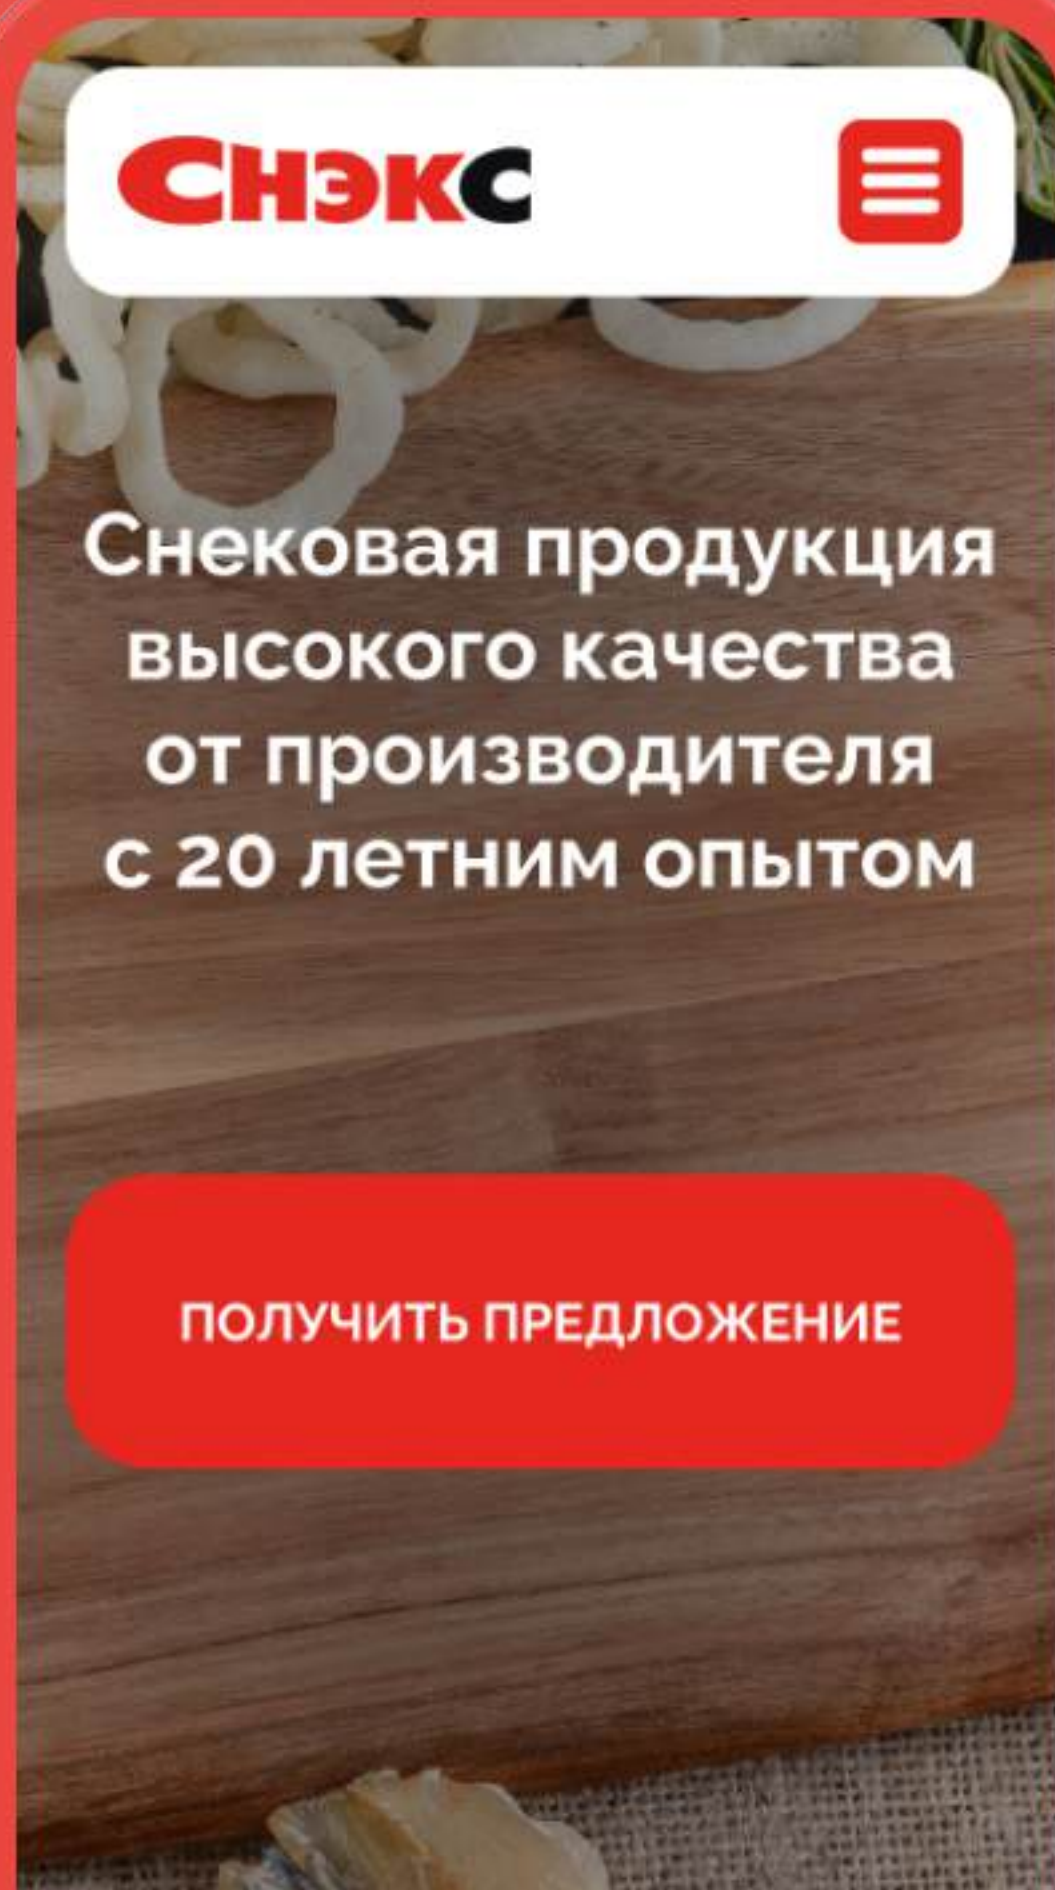 СНЭКС
Снековая продукция
высокого качества
от производителя
с 20 летним опытом
ПОЛУЧИТЬ ПРЕДЛОЖЕНИЕ